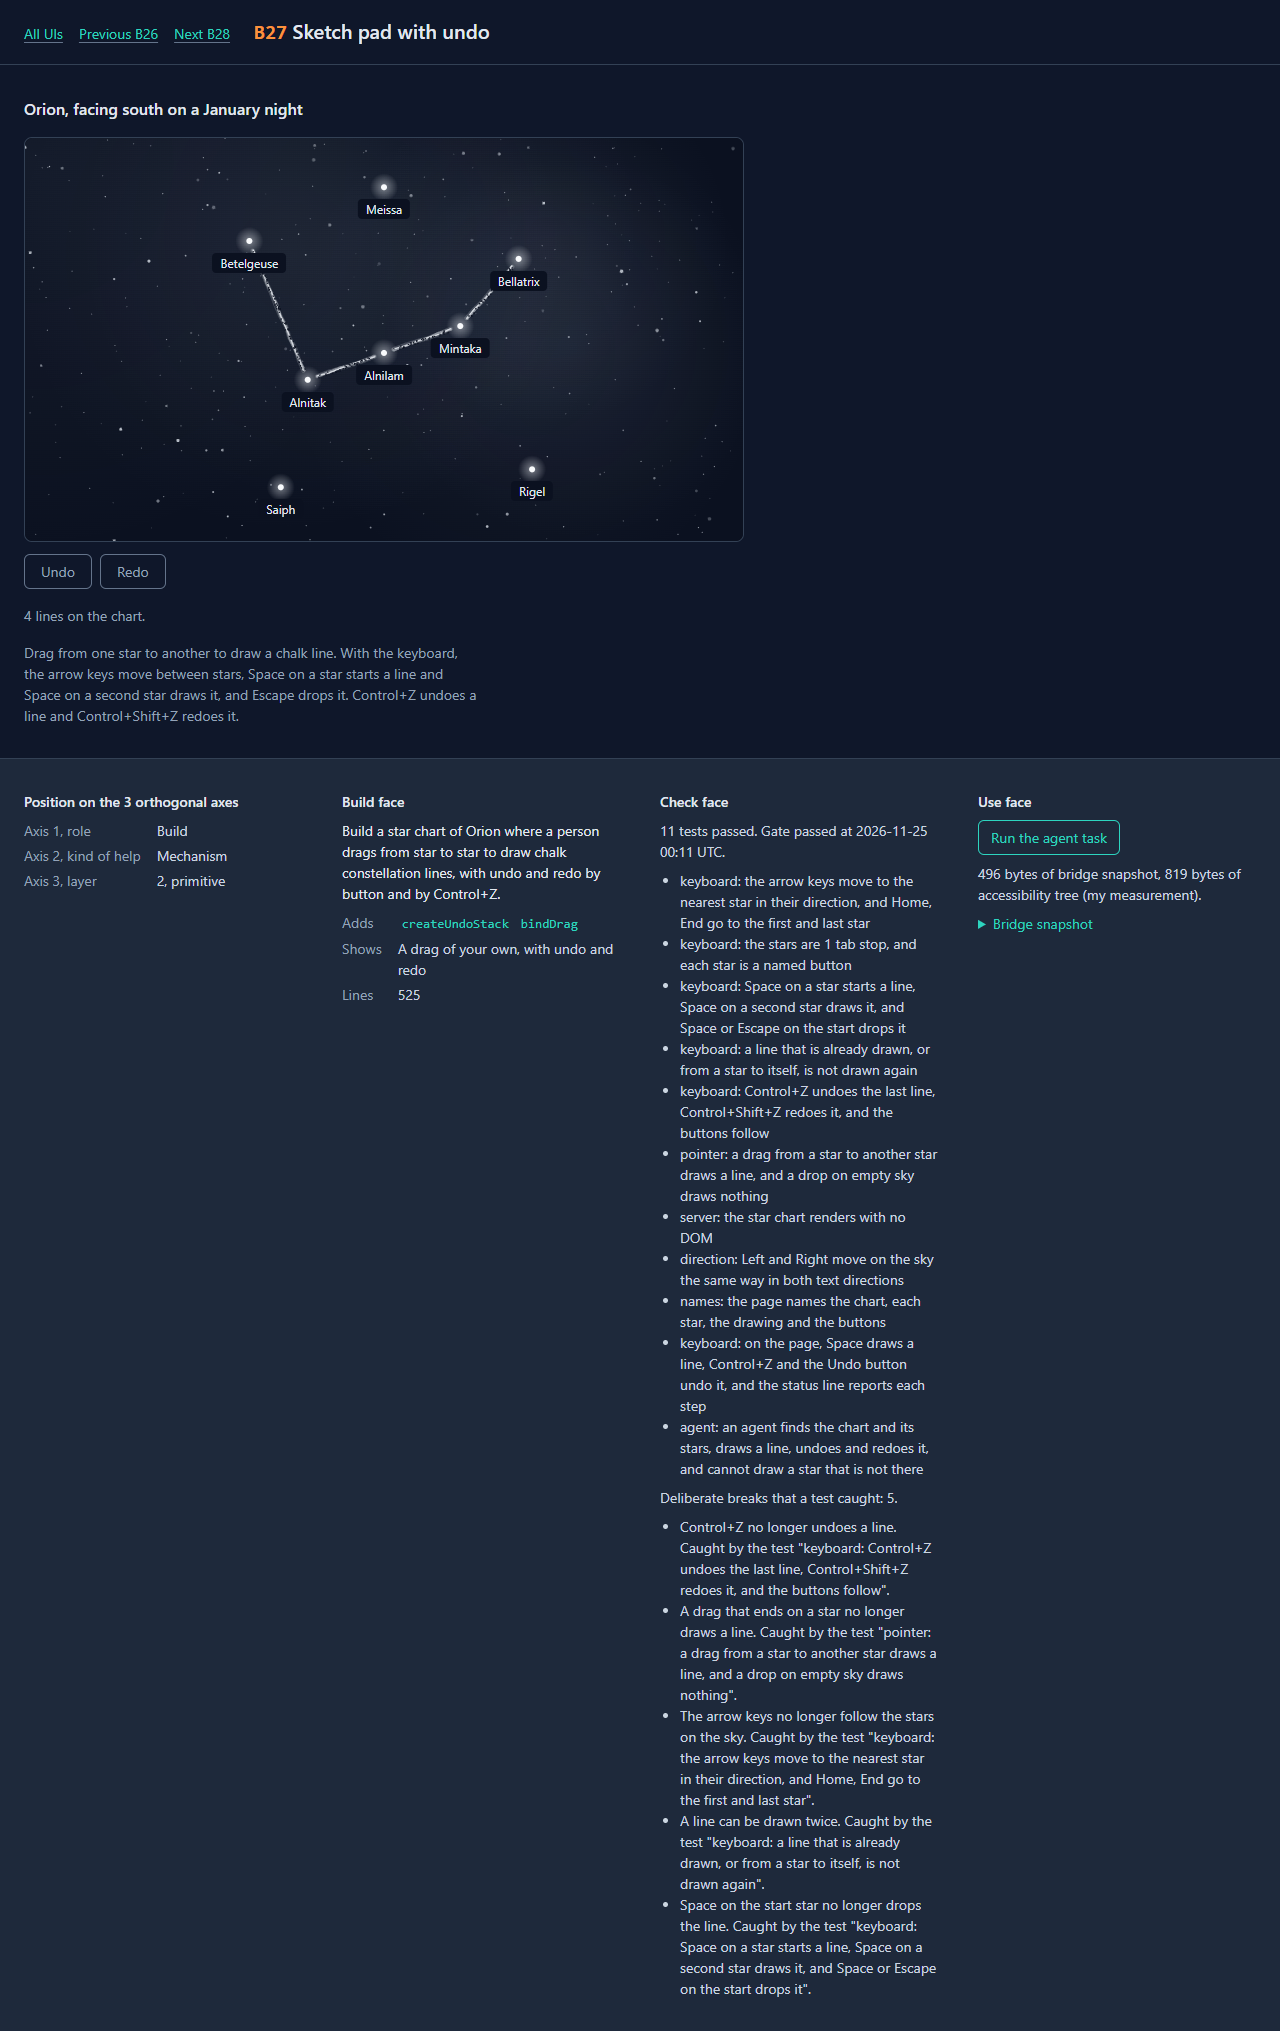 All UIs Previous B26 Next B28 B27 Sketch pad with undo
Orion, facing south on a January night
Meissa
Betelgeuse
Bellatrix
Mintaka
Alnilam
Alnitak
Rigel
Saiph
Undo Redo
4 lines on the chart.
Drag from one star to another to draw a chalk line. With the keyboard,
the arrow keys move between stars, Space on a star starts a line and
Space on a second star draws it, and Escape drops it. Control+Z undoes a
line and Control+Shift+Z redoes it.
Position on the 3 orthogonal axes
Axis 1, role Build
Axis 2, kind of help Mechanism
Axis 3, layer 2, primitive
Build face
Build a star chart of Orion where a person
drags from star to star to draw chalk
constellation lines, with undo and redo by
button and by Control+Z.
Adds createUndoStack bindDrag
Shows A drag of your own, with undo and
redo
Lines 525
Check face
11 tests passed. Gate passed at 2026-11-25
00:11 UTC.
• keyboard: the arrow keys move to the
nearest star in their direction, and Home,
End go to the first and last star
• keyboard: the stars are 1 tab stop, and
each star is a named button
• keyboard: Space on a star starts a line,
Space on a second star draws it, and
Space or Escape on the start drops it
• keyboard: a line that is already drawn, or
from a star to itself, is not drawn again
• keyboard: Control+Z undoes the last line,
Control+Shift+Z redoes it, and the
buttons follow
• pointer: a drag from a star to another star
draws a line, and a drop on empty sky
draws nothing
• server: the star chart renders with no
DOM
• direction: Left and Right move on the sky
the same way in both text directions
• names: the page names the chart, each
star, the drawing and the buttons
• keyboard: on the page, Space draws a
line, Control+Z and the Undo button
undo it, and the status line reports each
step
• agent: an agent finds the chart and its
stars, draws a line, undoes and redoes it,
and cannot draw a star that is not there
Deliberate breaks that a test caught: 5.
• Control+Z no longer undoes a line.
Caught by the test "keyboard: Control+Z
undoes the last line, Control+Shift+Z
redoes it, and the buttons follow".
• A drag that ends on a star no longer
draws a line. Caught by the test "pointer:
a drag from a star to another star draws a
line, and a drop on empty sky draws
nothing".
• The arrow keys no longer follow the stars
on the sky. Caught by the test "keyboard:
the arrow keys move to the nearest star
in their direction, and Home, End go to
the first and last star".
• A line can be drawn twice. Caught by the
test "keyboard: a line that is already
drawn, or from a star to itself, is not
drawn again".
• Space on the start star no longer drops
the line. Caught by the test "keyboard:
Space on a star starts a line, Space on a
second star draws it, and Space or Escape
on the start drops it".
Use face
Run the agent task
496 bytes of bridge snapshot, 819 bytes of
accessibility tree (my measurement).
▶ Bridge snapshot